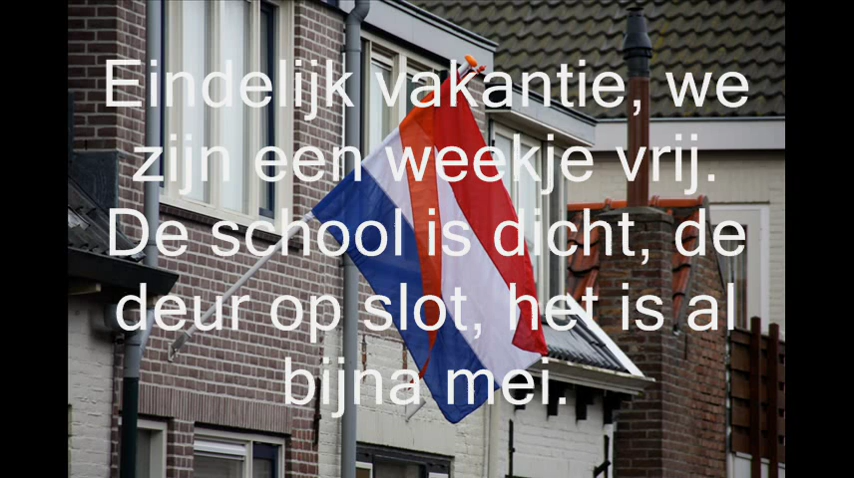 Eindelijk vakantie, we
zijn een weekje vrij.
De school is dicht, de
deur op slot, het is al
bijna mei.